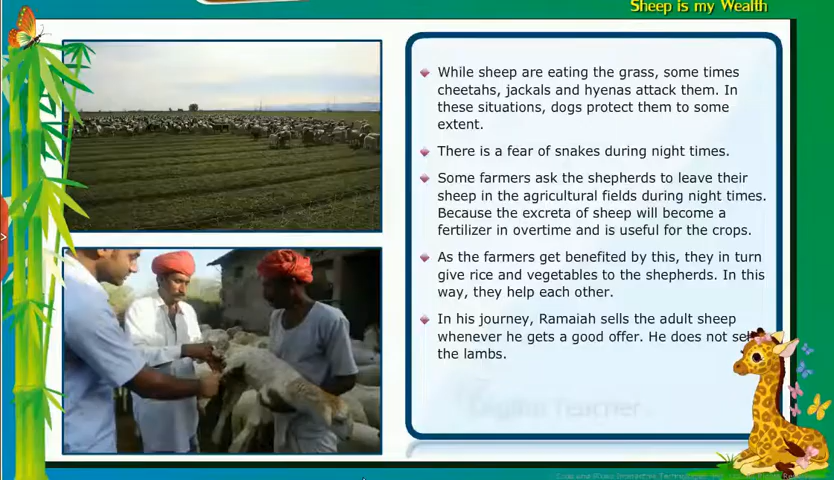 Sheep is my Wealth
While sheep are eating the grass, some times
cheetahs, jackals and hyenas attack them. In
these situations, dogs protect them to some
extent.
There is a fear of snakes during night times.
Some farmers ask the shepherds to leave their
sheep in the agricultural fields during night times.
Because the excreta of sheep will become a
fertilizer in overtime and is useful for the crops.
As the farmers get benefited by this, they in turn
give rice and vegetables to the shepherds. In this
way, they help each other.
In his journey, Ramaiah sells the adult sheep
whenever he gets a good offer. He does not sell
the lambs.
Digital Teacher